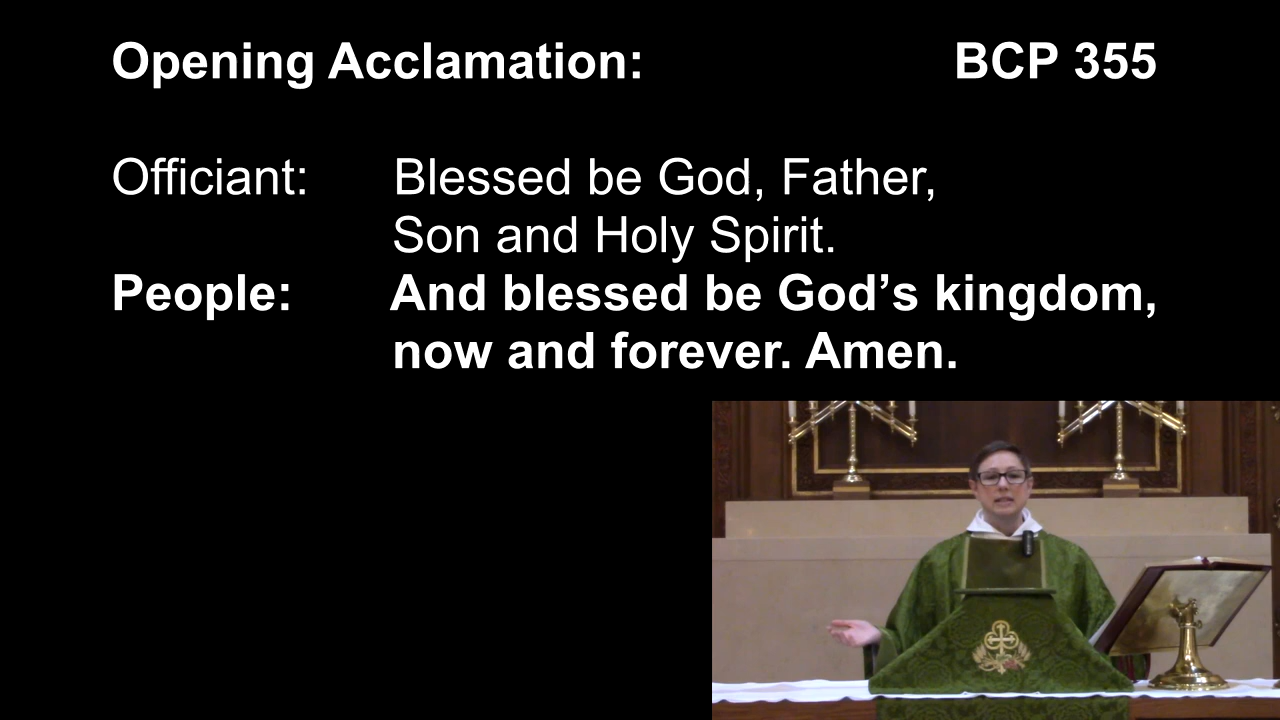 Opening Acclamation: BCP 355
Officiant: Blessed be God, Father,
Son and Holy Spirit.
People: And blessed be God’s kingdom,
now and forever. Amen.